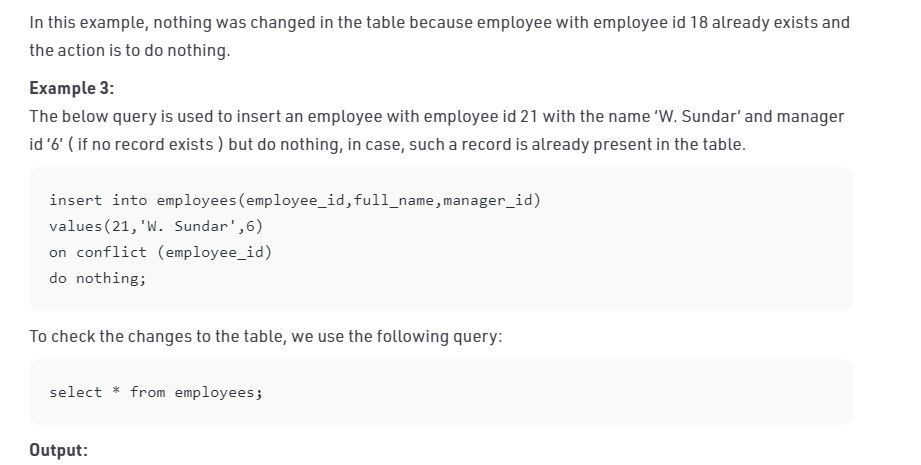 In this example, nothing was changed in the table because employee with employee id 18 already exists and
the action is to do nothing.
Example 3:
The below query is used to insert an employee with employee id 21 with the name 'W. Sundar' and manager
id '6' ( if no record exists ) but do nothing, in case, such a record is already present in the table.
insert into employees(employee_id,full_name,manager_id)
values(21,'W. Sundar',6)
on conflict (employee_id)
do nothing;
To check the changes to the table, we use the following query:
select * from employees;
Output: